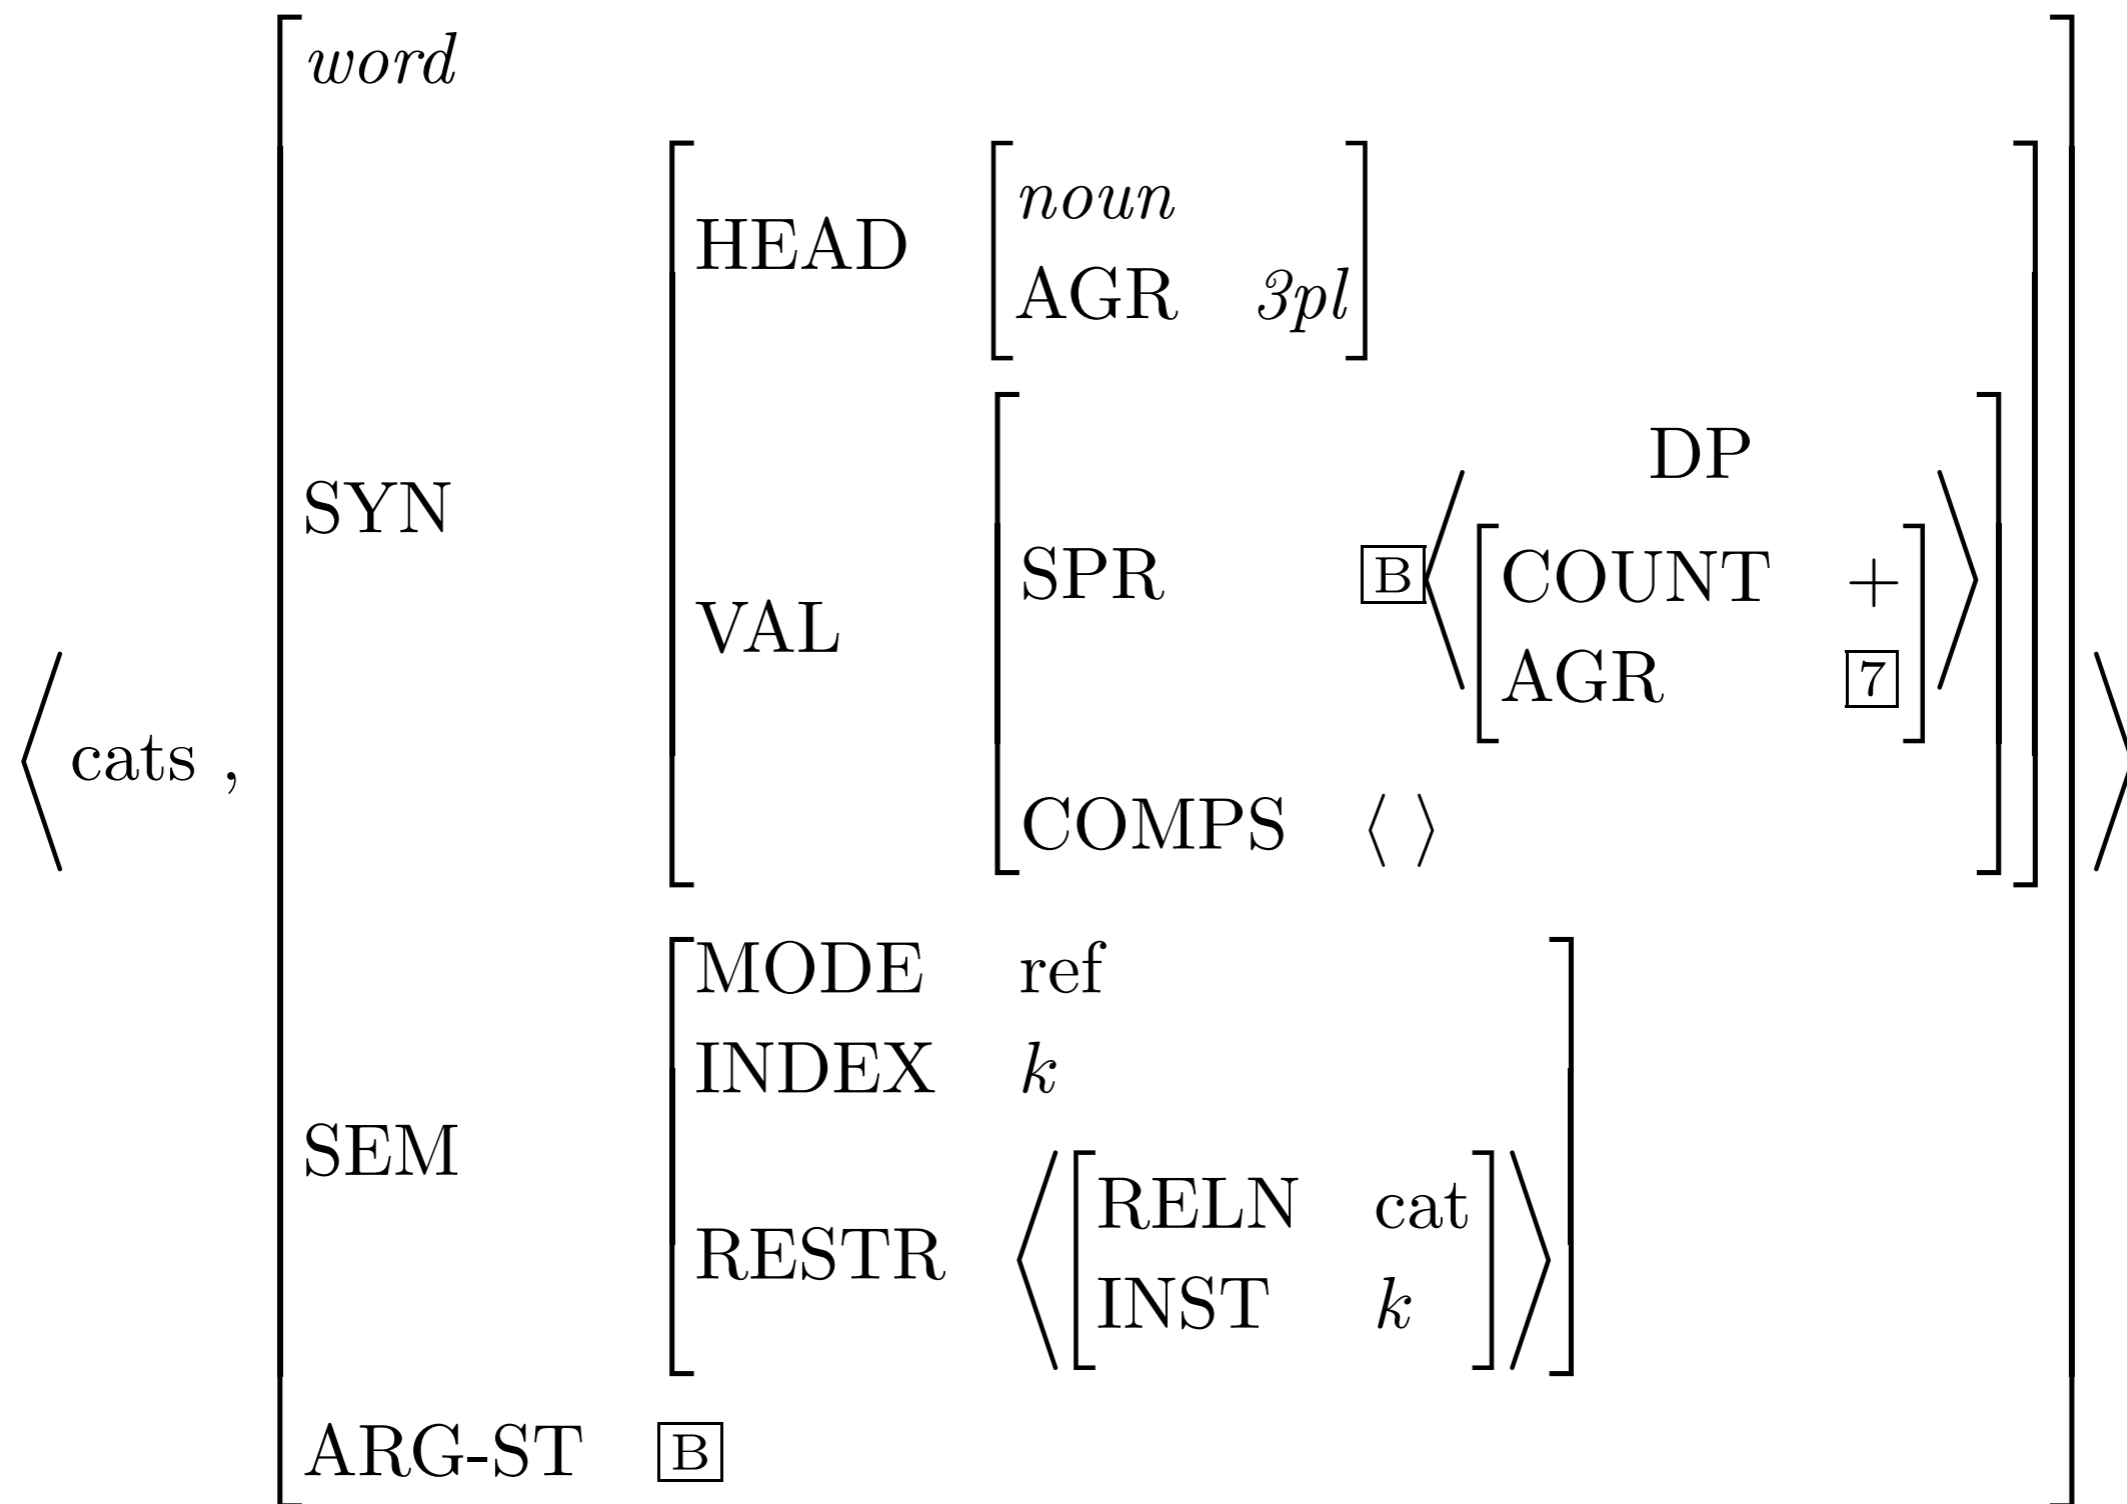 word
HEAD noun
AGR 3pl
SYN
VAL
SPR B ⟨ DP
COUNT +
AGR 7 ⟩
COMPS ⟨ ⟩
⟨ cats , ⟩
MODE ref
INDEX k
SEM
RESTR ⟨ RELN cat
INST k ⟩
ARG-ST B